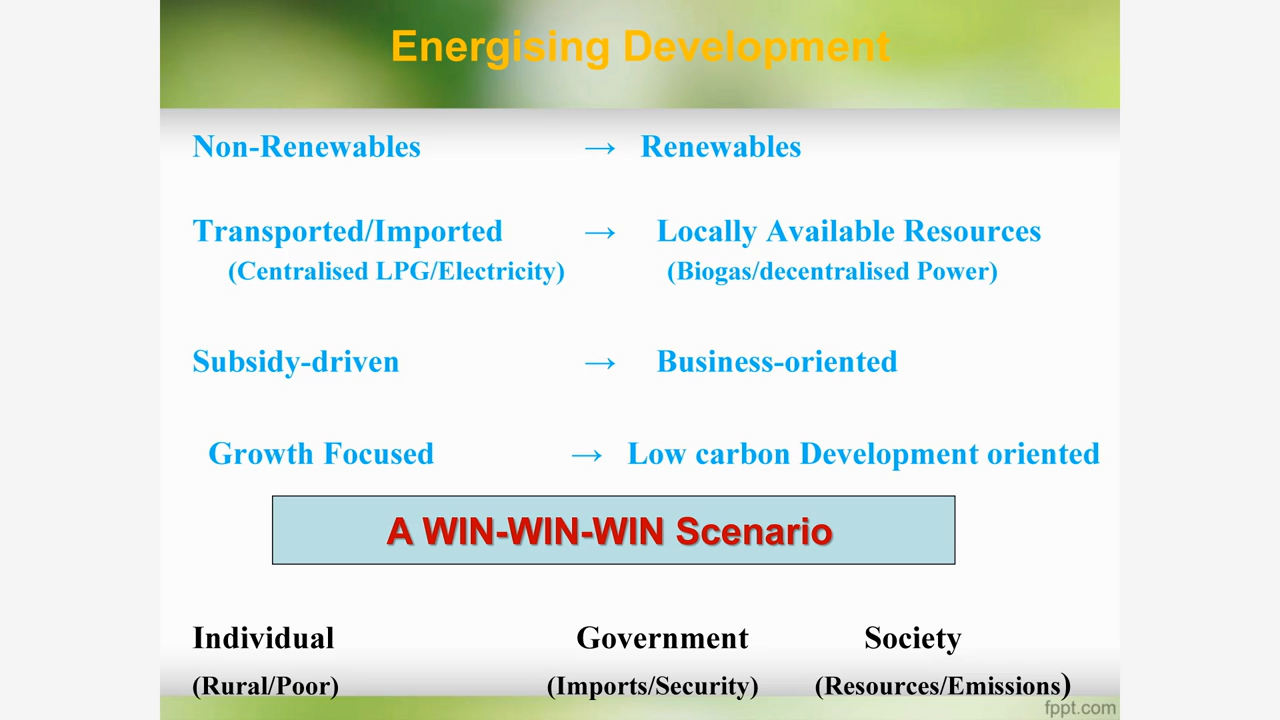 Energising Development
Non-Renewables → Renewables
Transported/Imported → Locally Available Resources
(Centralised LPG/Electricity) (Biogas/decentralised Power)
Subsidy-driven → Business-oriented
Growth Focused → Low carbon Development oriented
A WIN-WIN-WIN Scenario
Individual Government Society
(Rural/Poor) (Imports/Security) (Resources/Emissions)
fppt.com